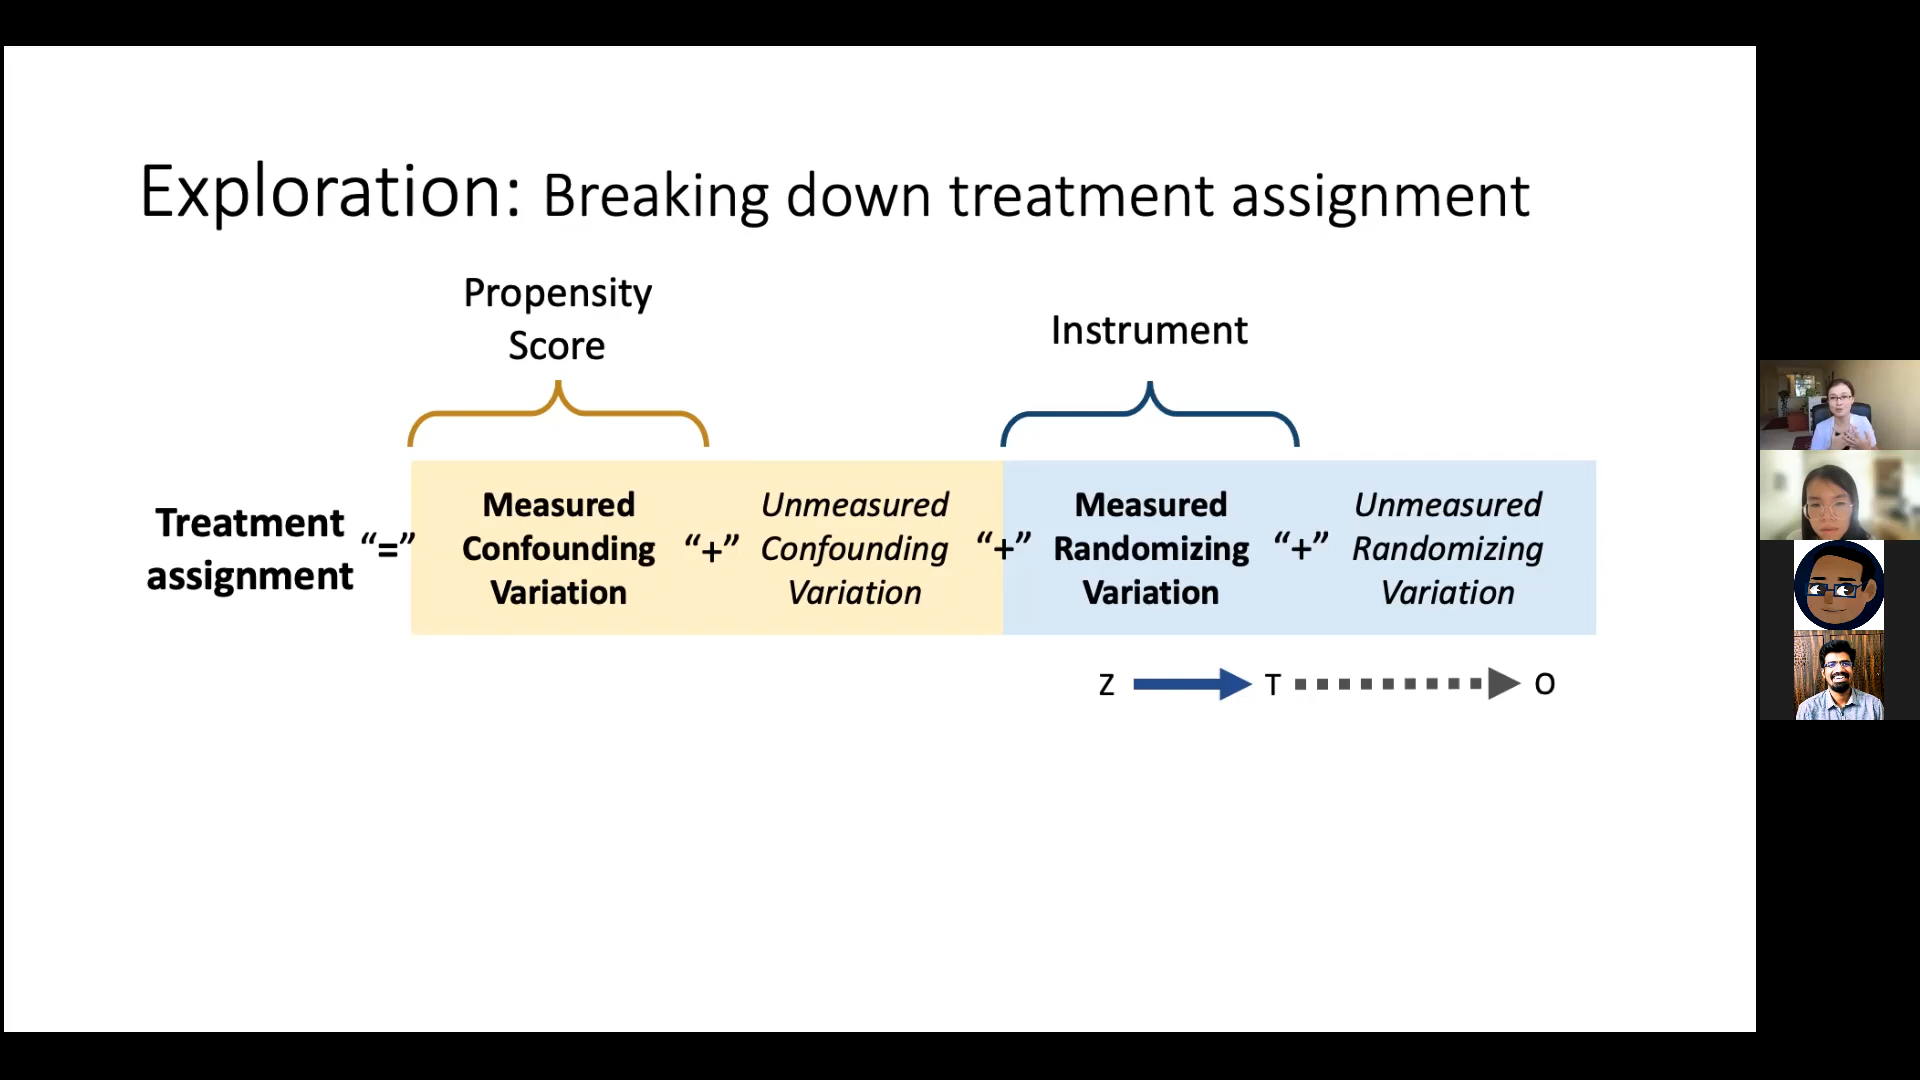 Exploration: Breaking down treatment assignment
Propensity
Score
Instrument
Treatment
assignment
“=”
Measured
Confounding
Variation
“+”
Unmeasured
Confounding
Variation
“+”
Measured
Randomizing
Variation
“+”
Unmeasured
Randomizing
Variation
Z T O